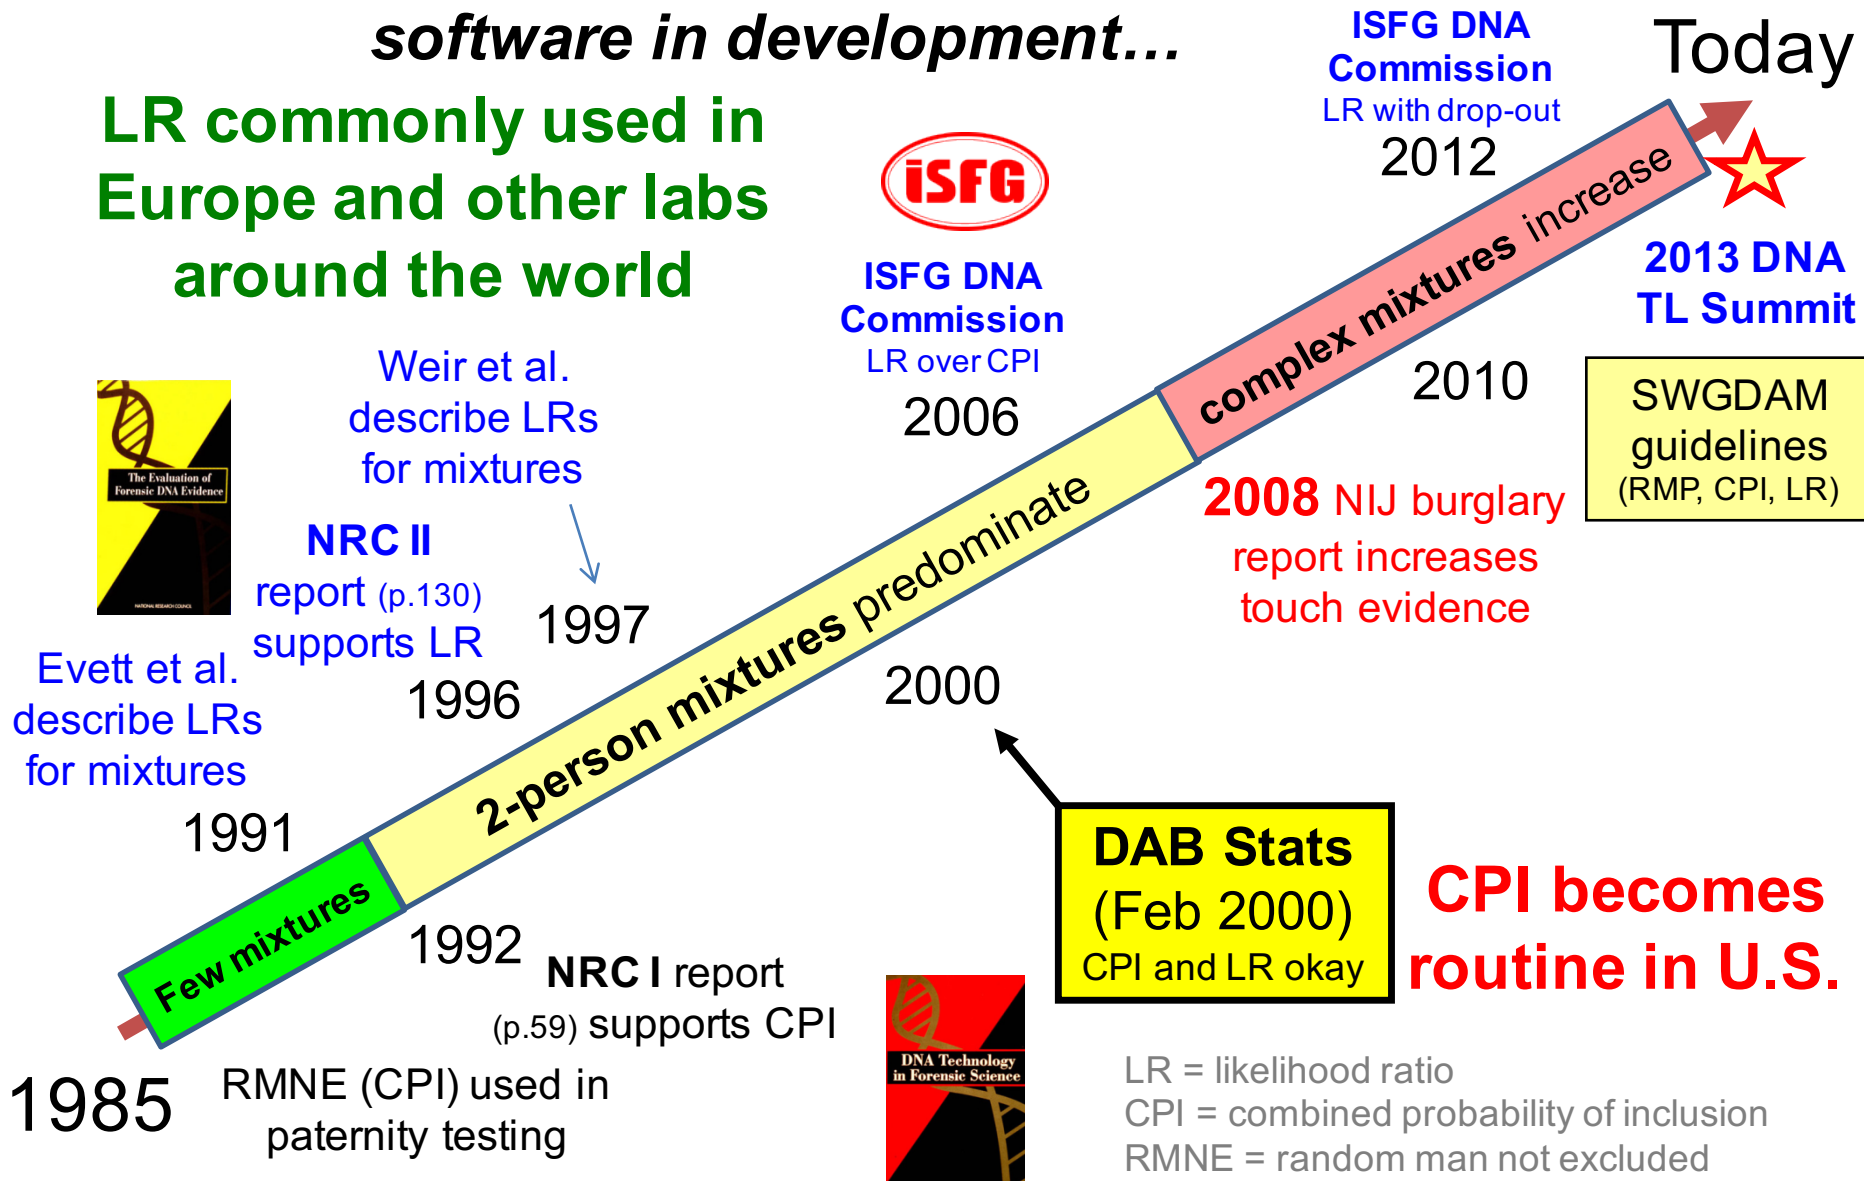 software in development…
ISFG DNA
Commission
LR with drop-out
2012
Today
LR commonly used in
Europe and other labs
around the world
iSFG
ISFG DNA
Commission
LR over CPI
2006
complex mixtures increase
2013 DNA
TL Summit
2010
SWGDAM
guidelines
(RMP, CPI, LR)
2008 NIJ burglary
report increases
touch evidence
Weir et al.
describe LRs
for mixtures
1997
The Evaluation of
Forensic DNA Evidence
NATIONAL RESEARCH COUNCIL
NRC II
report (p.130)
supports LR
1996
2-person mixtures predominate
2000
Evett et al.
describe LRs
for mixtures
1991
DAB Stats
(Feb 2000)
CPI and LR okay
CPI becomes
routine in U.S.
Few mixtures
1992
NRC I report
(p.59) supports CPI
DNA Technology
in Forensic Science
1985
RMNE (CPI) used in
paternity testing
LR = likelihood ratio
CPI = combined probability of inclusion
RMNE = random man not excluded